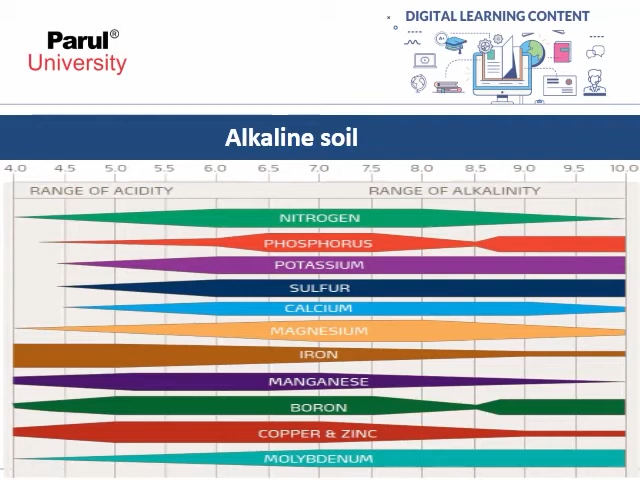 Parul®
University
DIGITAL LEARNING CONTENT
Alkaline soil
4.0 4.5 5.0 5.5 6.0 6.5 7.0 7.5 8.0 8.5 9.0 9.5 10.0
RANGE OF ACIDITY RANGE OF ALKALINITY
NITROGEN
PHOSPHORUS
POTASSIUM
SULFUR
CALCIUM
MAGNESIUM
IRON
MANGANESE
BORON
COPPER & ZINC
MOLYBDENUM